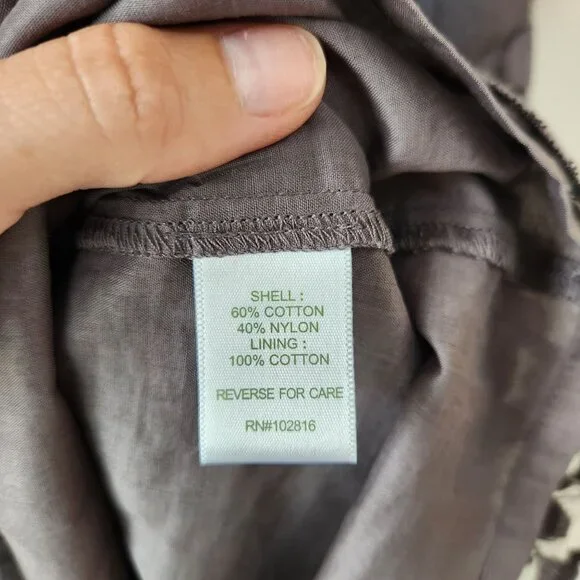 SHELL :
60% COTTON
40% NYLON
LINING :
100% COTTON
REVERSE FOR CARE
RN#102816